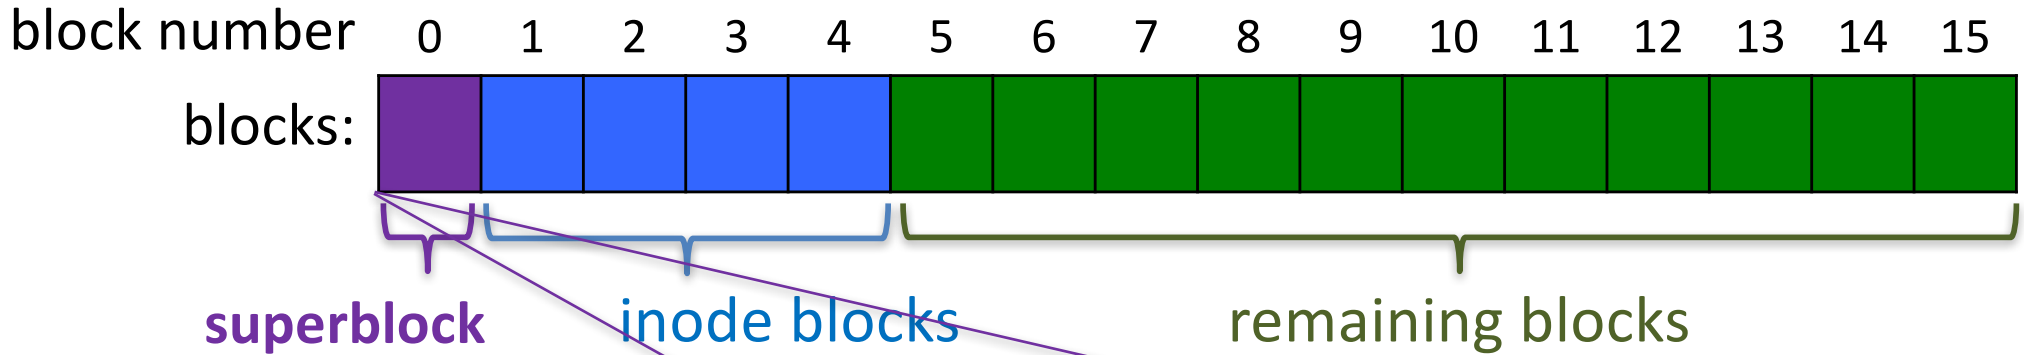 block number 0 1 2 3 4 5 6 7 8 9 10 11 12 13 14 15
blocks:
superblock inode blocks remaining blocks